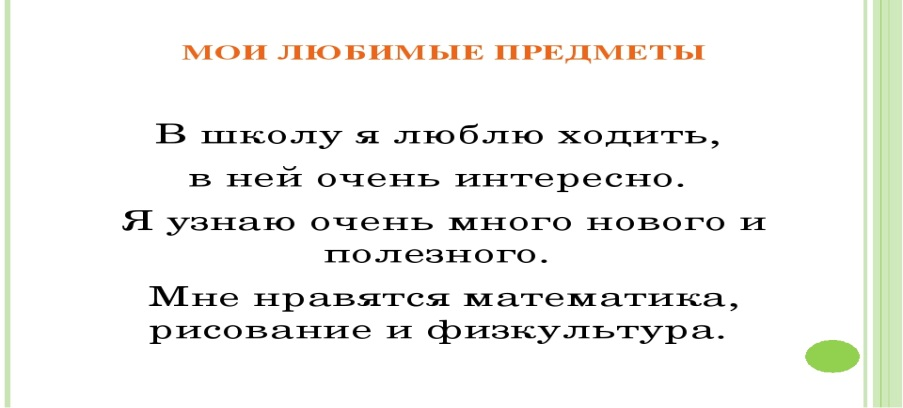 МОИ ЛЮБИМЫЕ ПРЕДМЕТЫ
В школу я люблю ходить,
в ней очень интересно.
Я узнаю очень много нового и
полезного.
Мне нравятся математика,
рисование и физкультура.